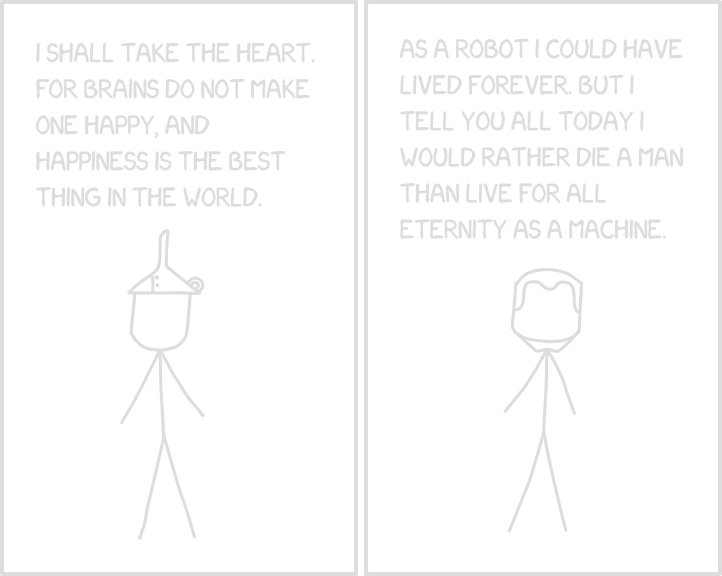 I SHALL TAKE THE HEART.
FOR BRAINS DO NOT MAKE
ONE HAPPY, AND
HAPPINESS IS THE BEST
THING IN THE WORLD.
AS A ROBOT I COULD HAVE
LIVED FOREVER. BUT I
TELL YOU ALL TODAY I
WOULD RATHER DIE A MAN
THAN LIVE FOR ALL
ETERNITY AS A MACHINE.